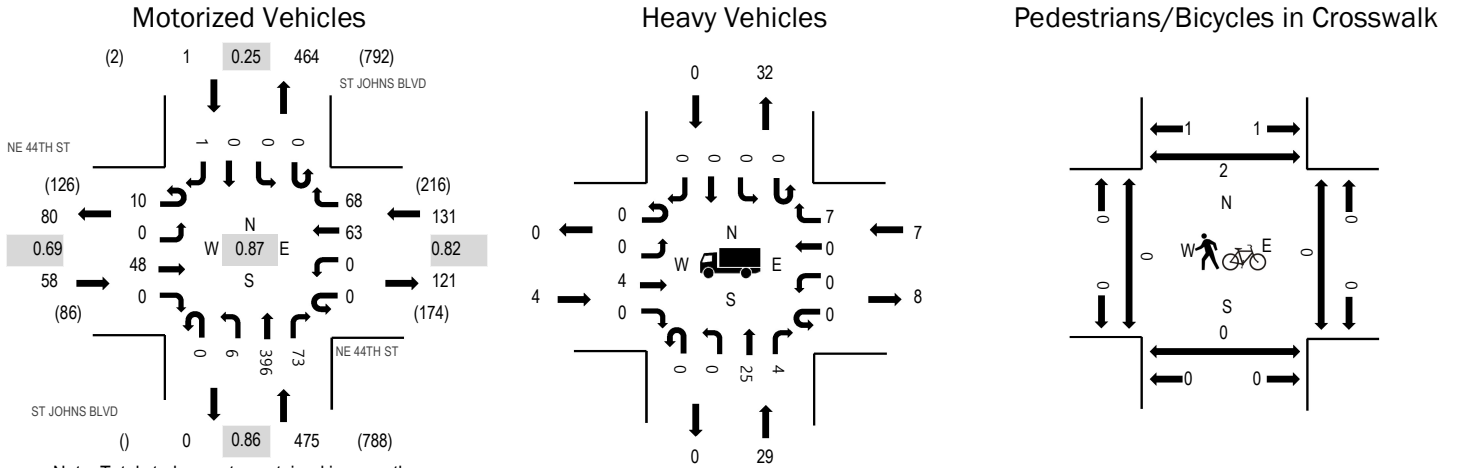 Motorized Vehicles
Heavy Vehicles
Pedestrians/Bicycles in Crosswalk
(2) 1 0.25 464 (792)
ST JOHNS BLVD
NE 44TH ST
1 0 0 0
(126) 10 68 (216)
80 0 63 131
N
0.69 W 0.87 E 0.82
S
58 48 0 121
(86) 0 0 (174)
0 6 396 73
NE 44TH ST
ST JOHNS BLVD
() 0 0.86 475 (788)
0 32
0 0 0 0
0 7
0 0 0 7
N
W E
S
4 4 0 8
0 0
0 0 25 4
0 29
1 1
2
N
0 0
0 W E 0
0 0
S
0
0 0